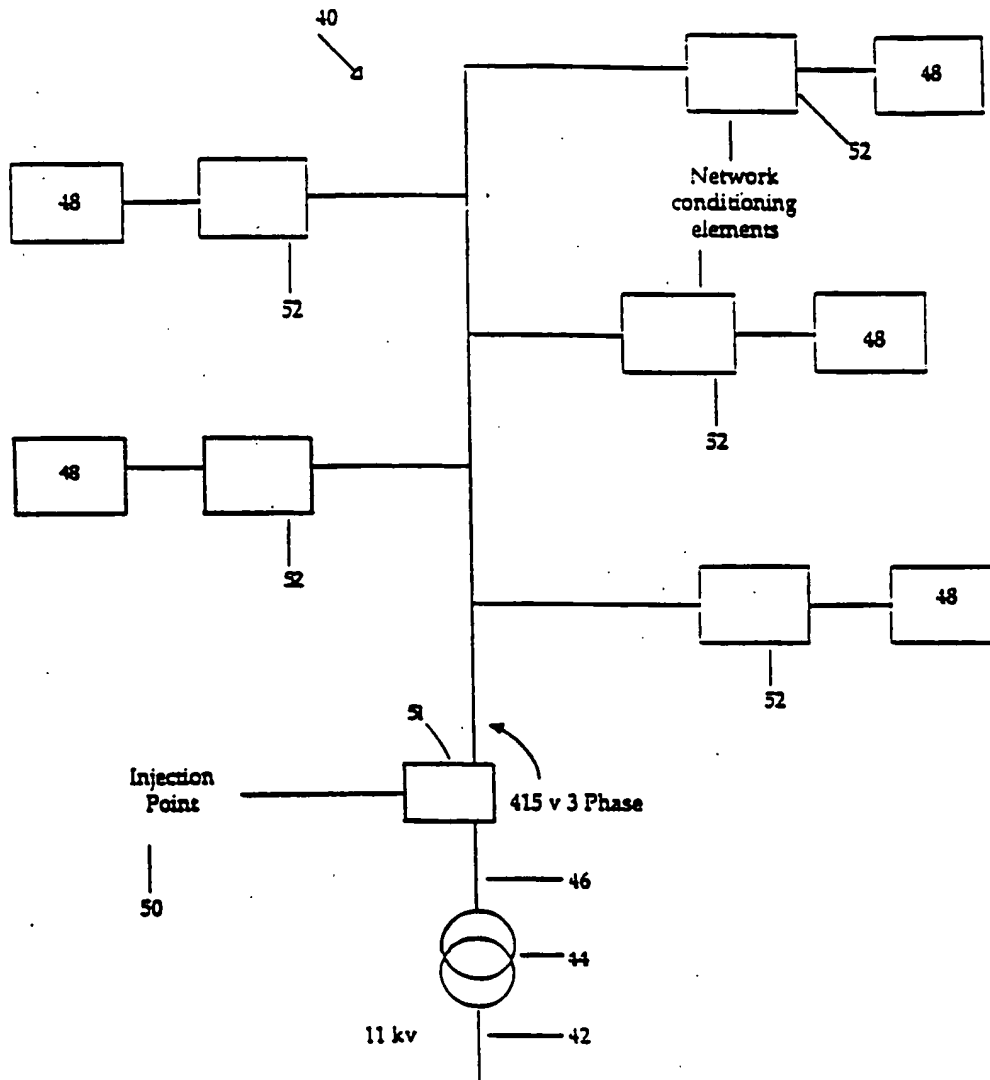 40
48
52
Network
conditioning
elements
48
52
48
52
48
52
48
52
51
415 v 3 Phase
Injection
Point
50
46
44
11 kv
42